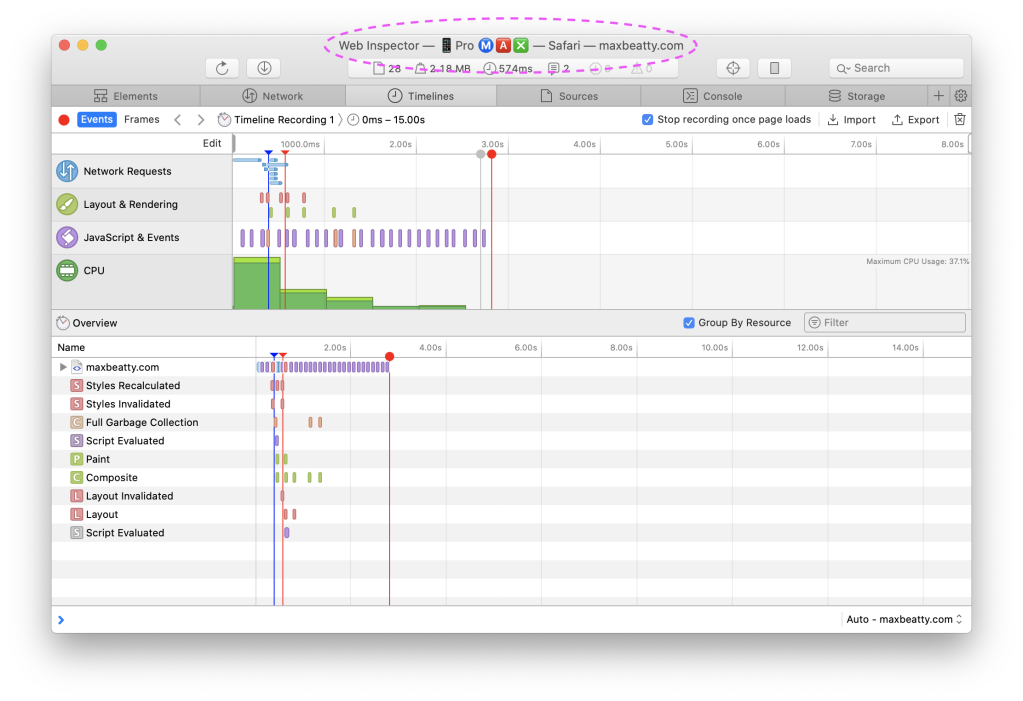 Web Inspector — 📱 Pro Ⓜ️ 🅰️ ❎ — Safari — maxbeatty.com
28 2.18 MB 574ms 2 0 0 Search
Elements Network Timelines Sources Console Storage
Events Frames Timeline Recording 1 0ms – 15.00s Stop recording once page loads Import Export
Edit 1000.0ms 2.00s 3.00s 4.00s 5.00s 6.00s 7.00s 8.00s
Network Requests
Layout & Rendering
JavaScript & Events
CPU Maximum CPU Usage: 37.1%
Overview Group By Resource Filter
Name 2.00s 4.00s 6.00s 8.00s 10.00s 12.00s 14.00s
maxbeatty.com
S Styles Recalculated
S Styles Invalidated
C Full Garbage Collection
S Script Evaluated
P Paint
C Composite
L Layout Invalidated
L Layout
S Script Evaluated
Auto - maxbeatty.com